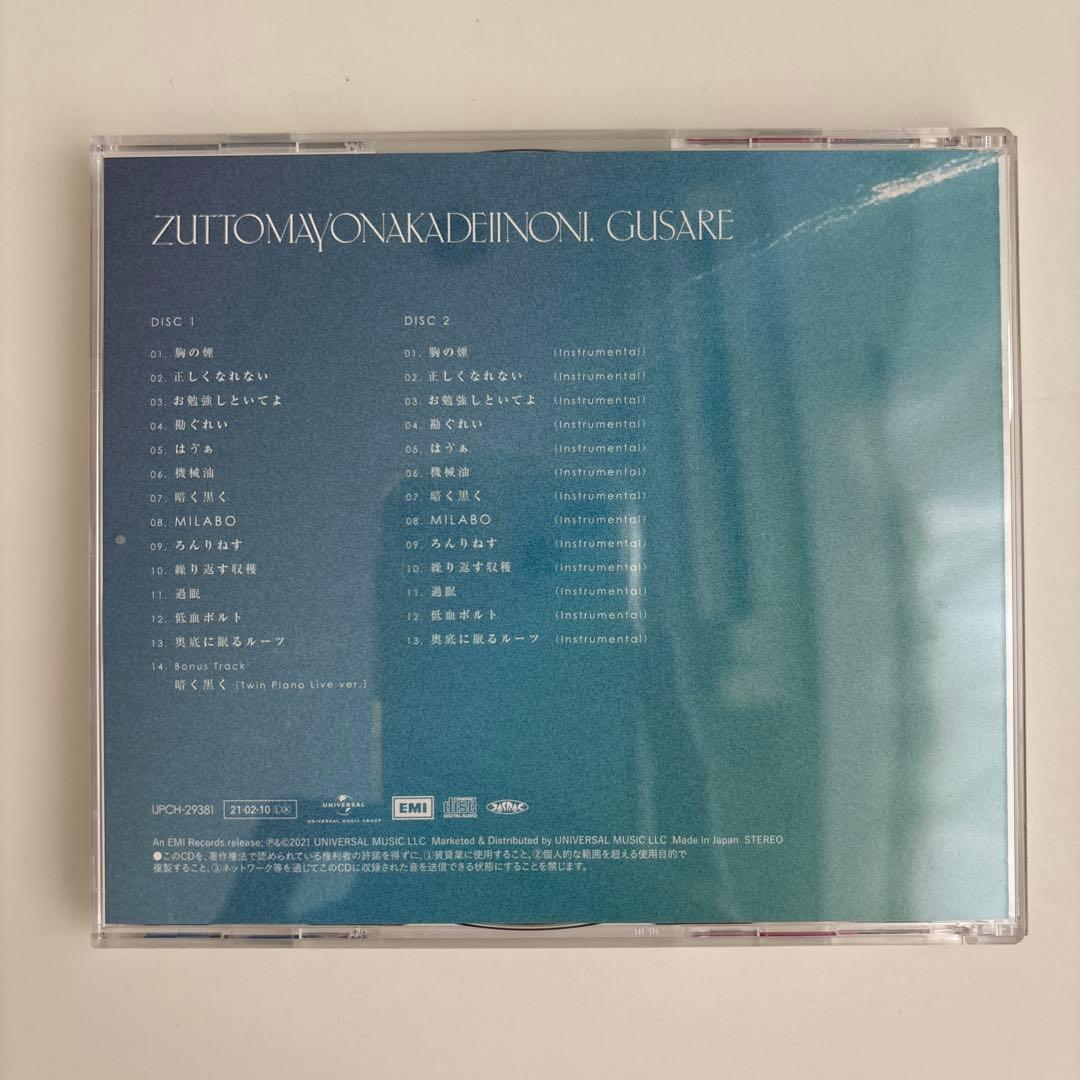 ZUTTOMAYONAKADEIINONI. GUSARE
DISC 1
01. 胸の煙
02. 正しくなれない
03. お勉強しといてよ
04. 勘ぐれい
05. はゔぁ
06. 機械油
07. 暗く黒く
08. MILABO
09. ろんりねす
10. 繰り返す収穫
11. 過眠
12. 低血ボルト
13. 奥底に眠るルーツ
14. Bonus Track
暗く黒く [Twin Piano Live ver.]
DISC 2
01. 胸の煙 (Instrumental)
02. 正しくなれない (Instrumental)
03. お勉強しといてよ (Instrumental)
04. 勘ぐれい (Instrumental)
05. はゔぁ (Instrumental)
06. 機械油 (Instrumental)
07. 暗く黒く (Instrumental)
08. MILABO (Instrumental)
09. ろんりねす (Instrumental)
10. 繰り返す収穫 (Instrumental)
11. 過眠 (Instrumental)
12. 低血ボルト (Instrumental)
13. 奥底に眠るルーツ (Instrumental)
UPCH-29381 21·02·10 Ⓛ Ⓧ UNIVERSAL UNIVERSAL MUSIC GROUP EMI COMPACT disc DIGITAL AUDIO JASRAC
An EMI Records release; ℗&©2021 UNIVERSAL MUSIC LLC Marketed & Distributed by UNIVERSAL MUSIC LLC Made in Japan STEREO
●このCDを、著作権法で認められている権利者の許諾を得ずに、①賃貸業に使用すること、②個人的な範囲を超える使用目的で
複製すること、③ネットワーク等を通じてこのCDに収録された音を送信できる状態にすることを禁じます。